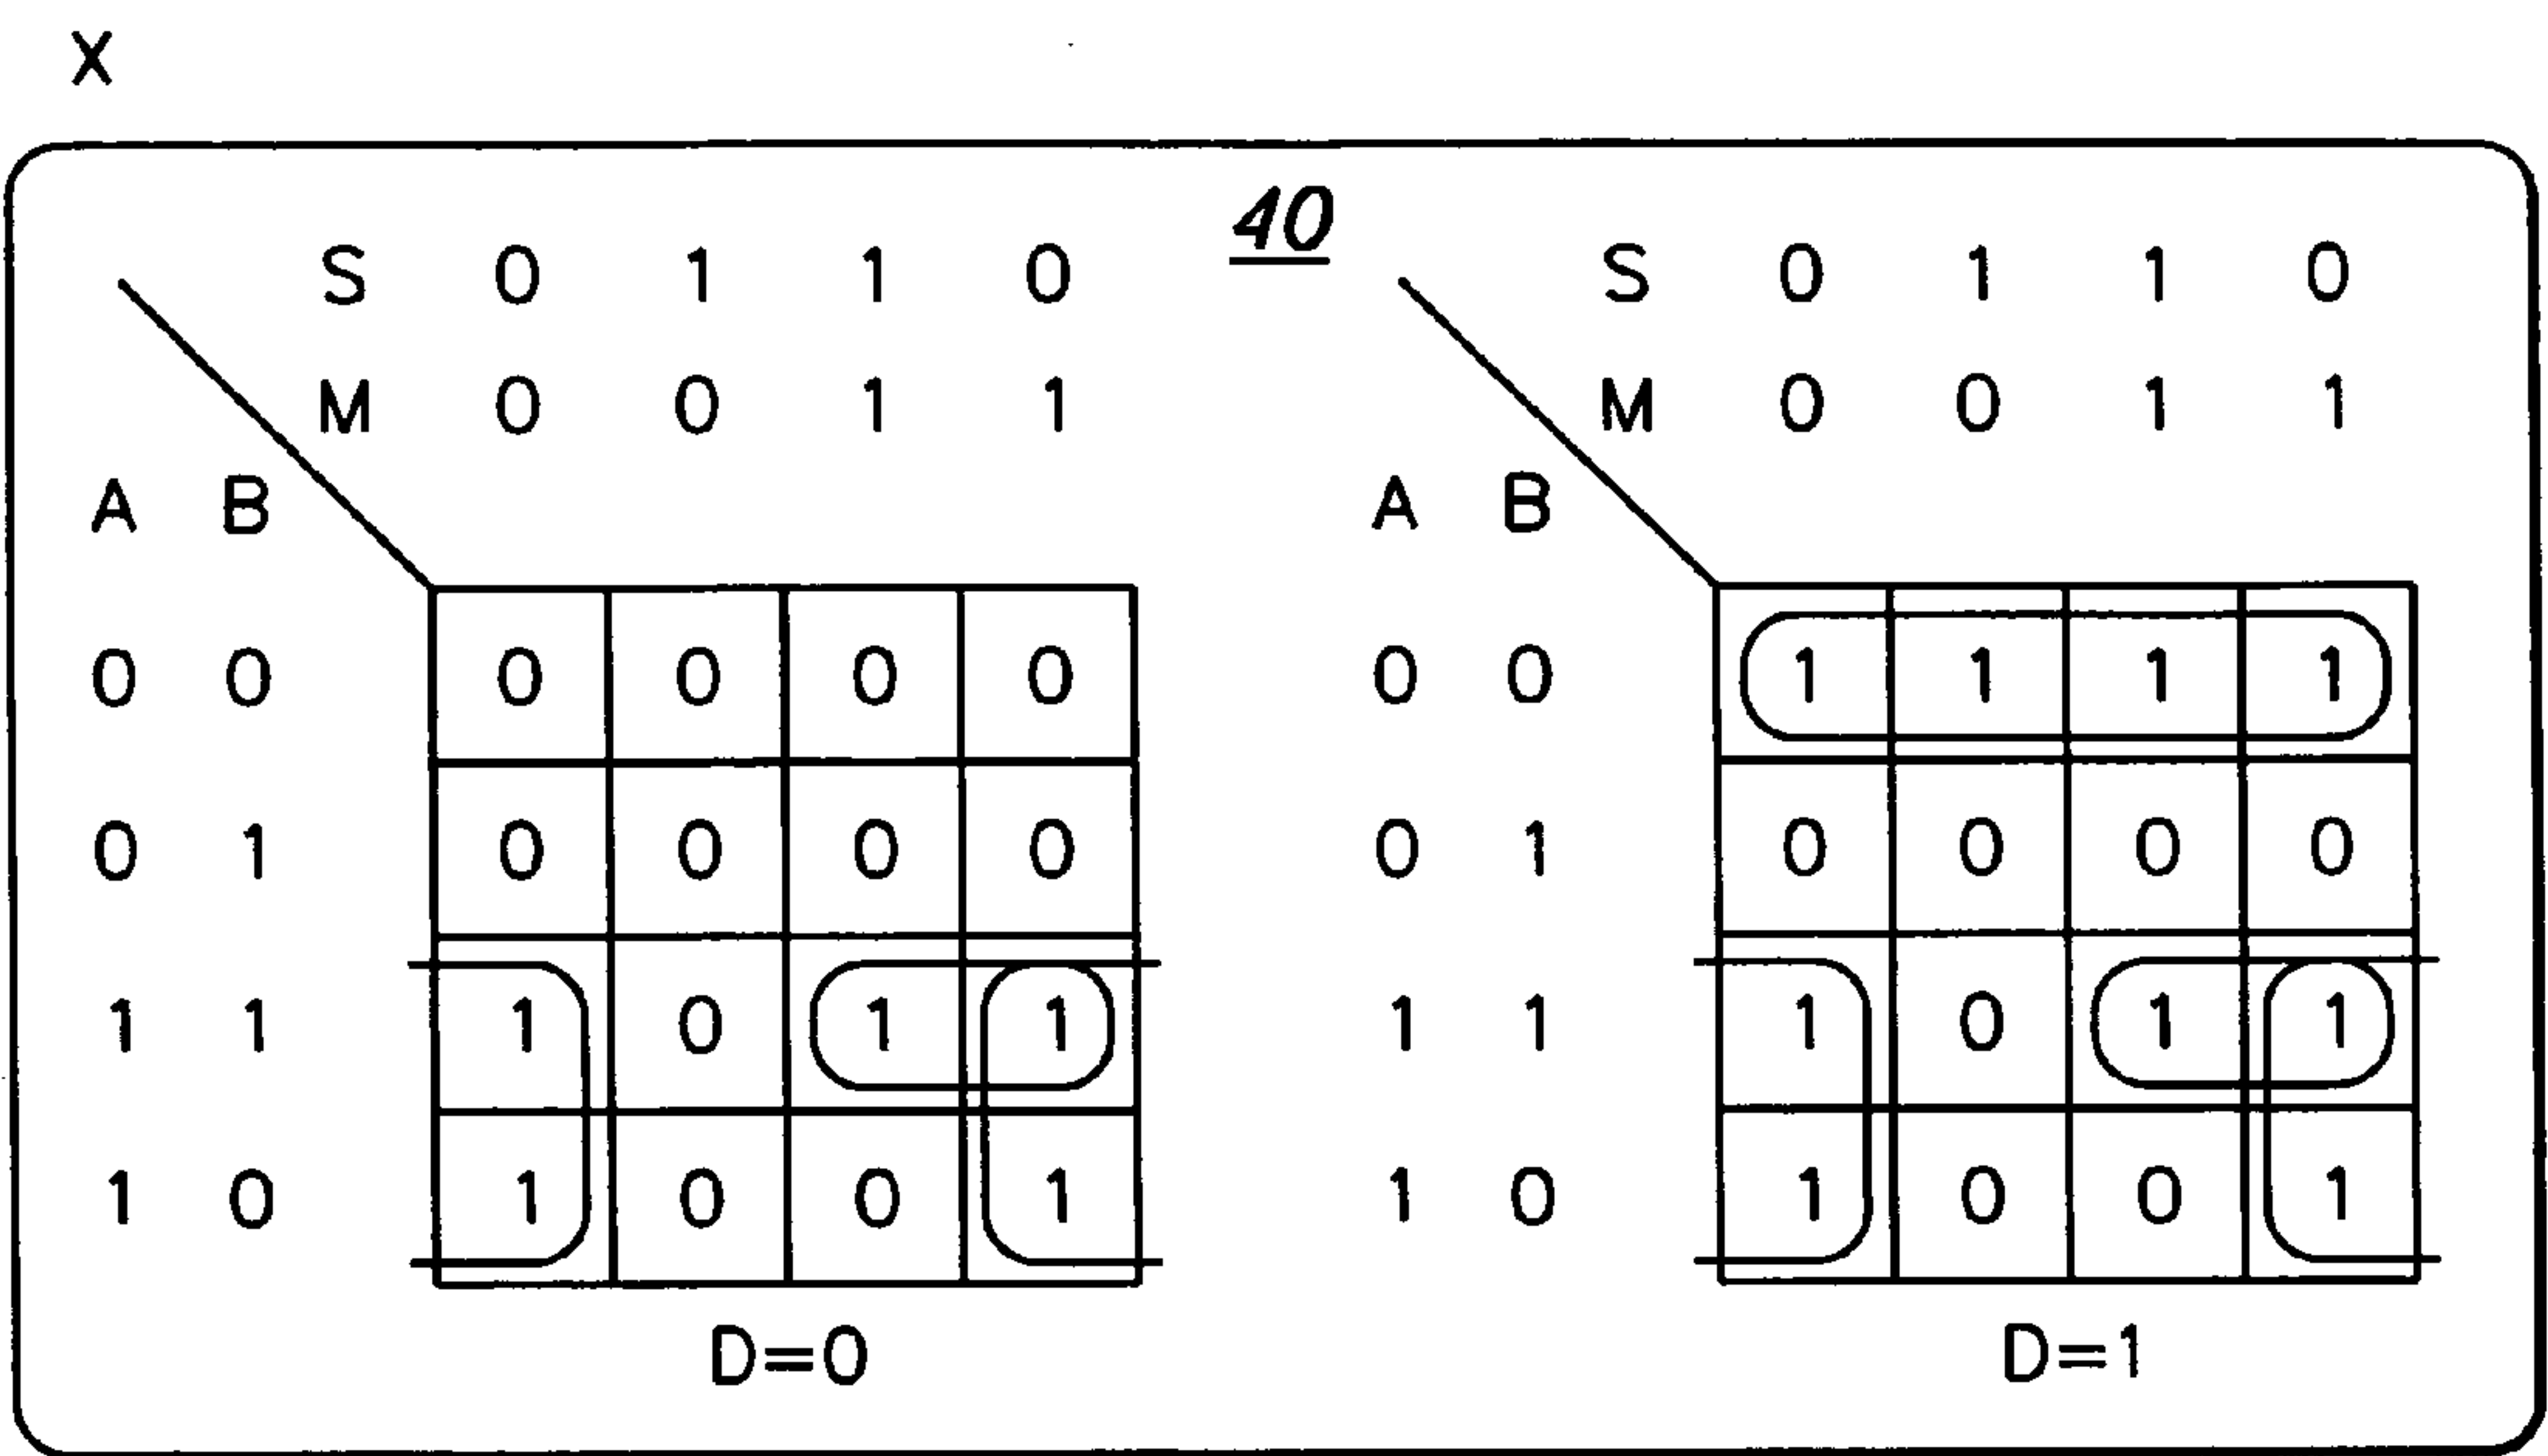 X
40
S 0 1 1 0 S 0 1 1 0
M 0 0 1 1 M 0 0 1 1
A B A B
0 0 0 0 0 0 0 0 1 1 1 1
0 1 0 0 0 0 0 1 0 0 0 0
1 1 1 0 1 1 1 1 1 0 1 1
1 0 1 0 0 1 1 0 1 0 0 1
D=0 D=1